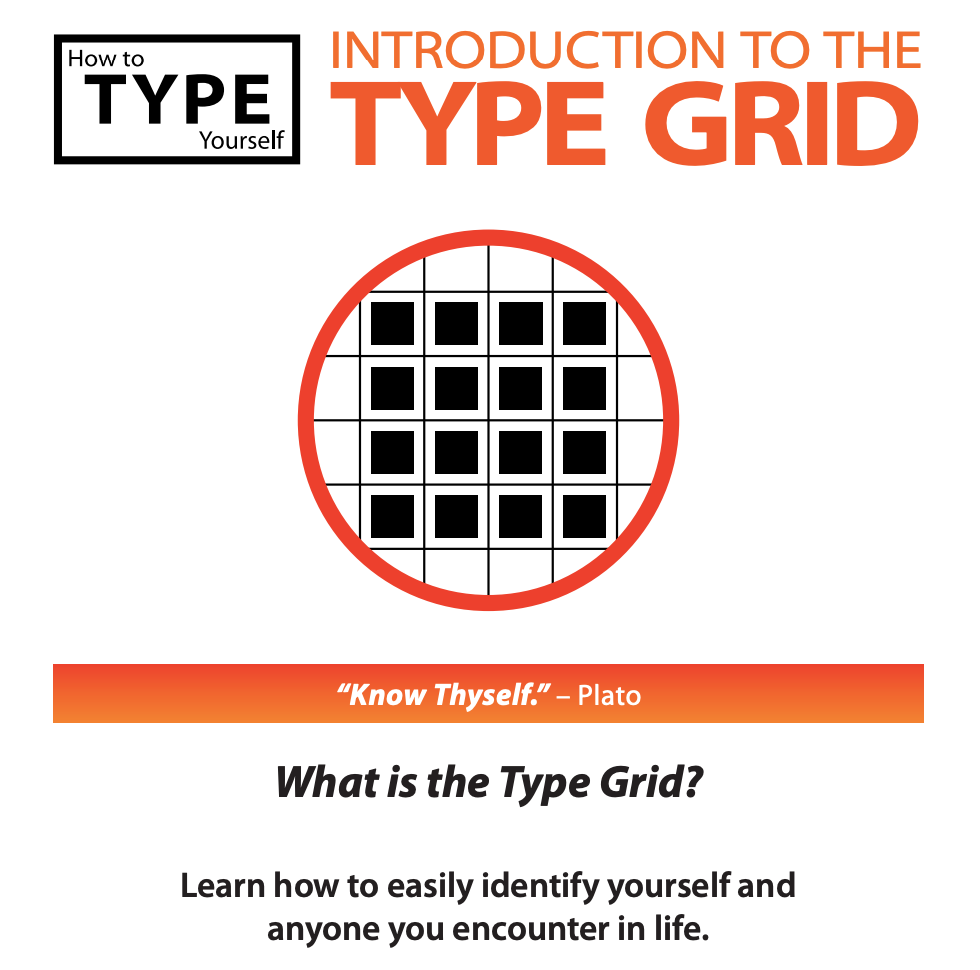 How to
TYPE
Yourself
INTRODUCTION TO THE
TYPE GRID
“Know Thyself.” – Plato
What is the Type Grid?
Learn how to easily identify yourself and
anyone you encounter in life.